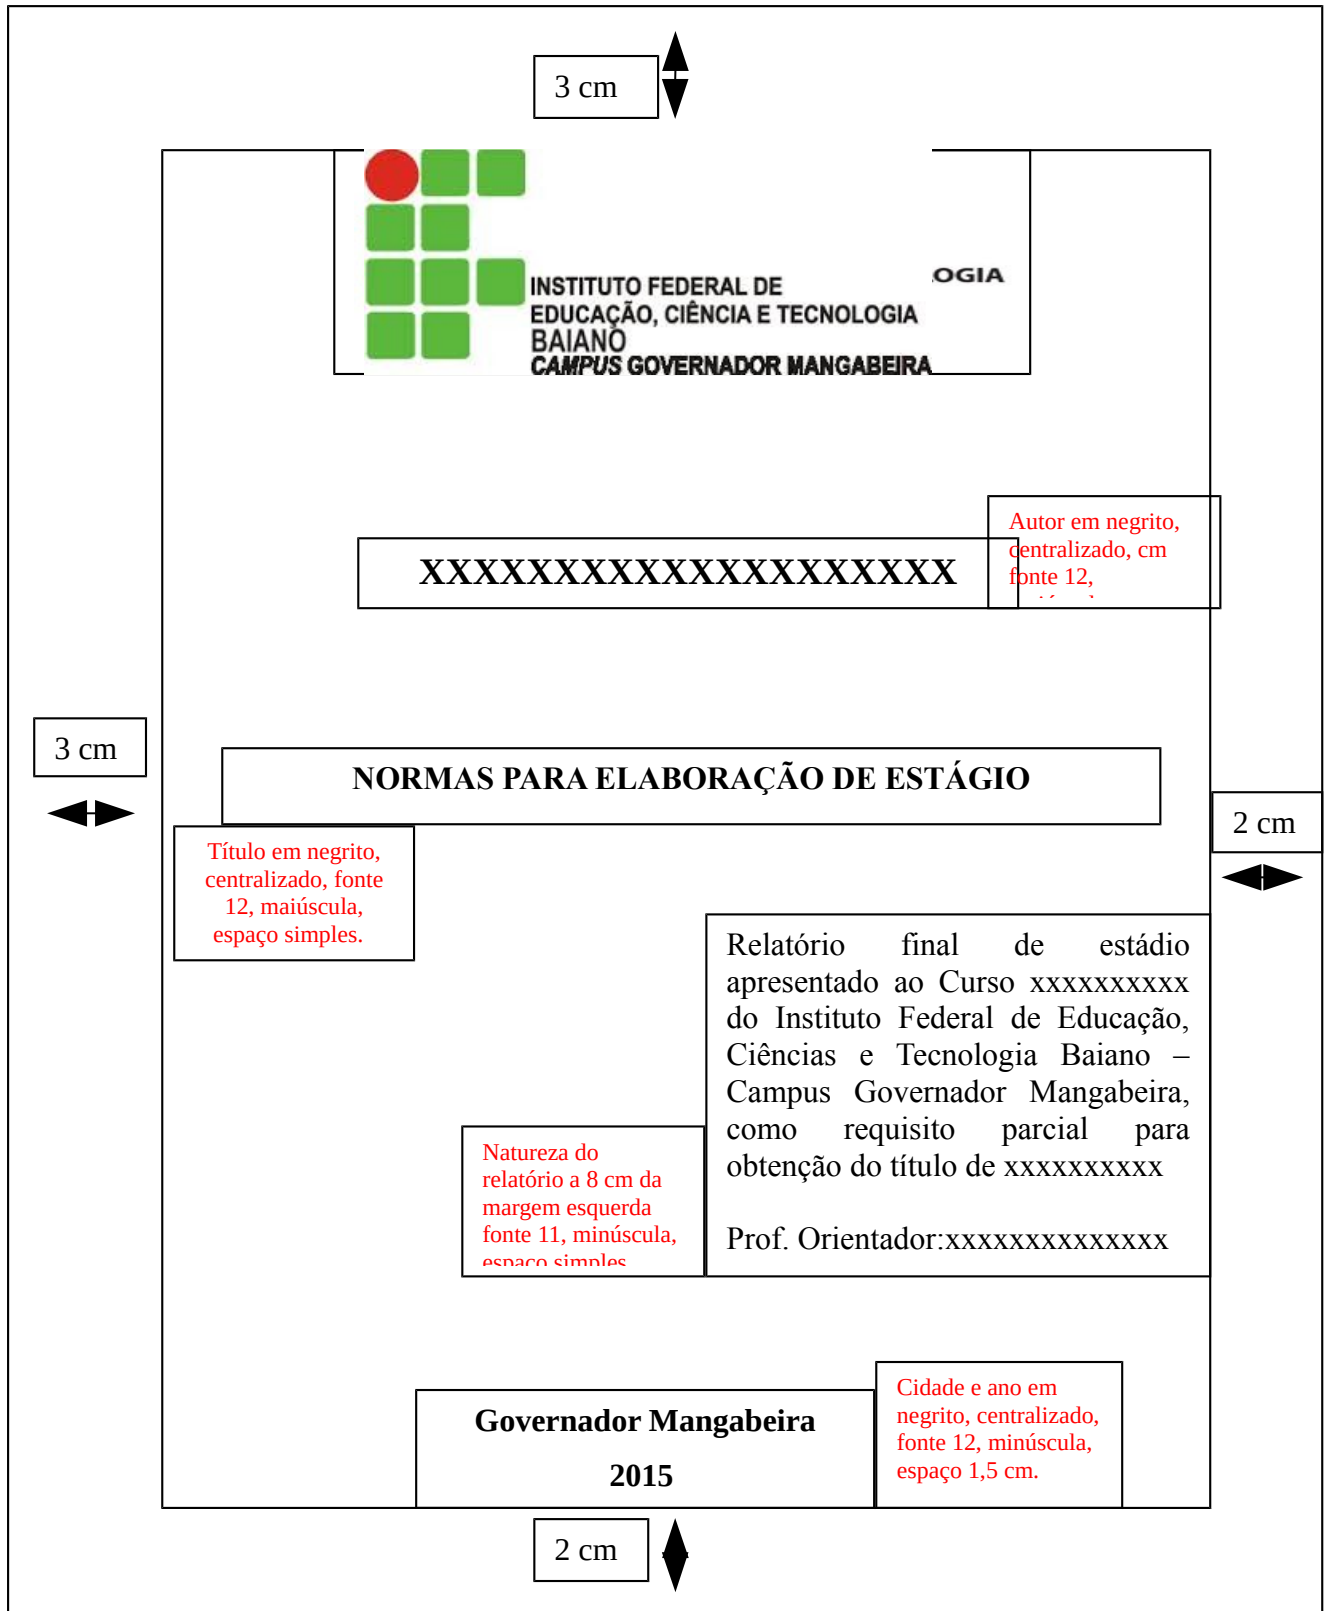 3 cm
OGIA
INSTITUTO FEDERAL DE
EDUCAÇÃO, CIÊNCIA E TECNOLOGIA
BAIANO
CAMPUS GOVERNADOR MANGABEIRA
Autor em negrito,
centralizado, cm
fonte 12,
XXXXXXXXXXXXXXXXXXXX
3 cm
NORMAS PARA ELABORAÇÃO DE ESTÁGIO
2 cm
Título em negrito,
centralizado, fonte
12, maiúscula,
espaço simples.
Relatório final de estádio
apresentado ao Curso xxxxxxxxxx
do Instituto Federal de Educação,
Ciências e Tecnologia Baiano –
Campus Governador Mangabeira,
como requisito parcial para
obtenção do título de xxxxxxxxxx
Prof. Orientador:xxxxxxxxxxxxxx
Natureza do
relatório a 8 cm da
margem esquerda
fonte 11, minúscula,
espaço simples
Governador Mangabeira
2015
Cidade e ano em
negrito, centralizado,
fonte 12, minúscula,
espaço 1,5 cm.
2 cm